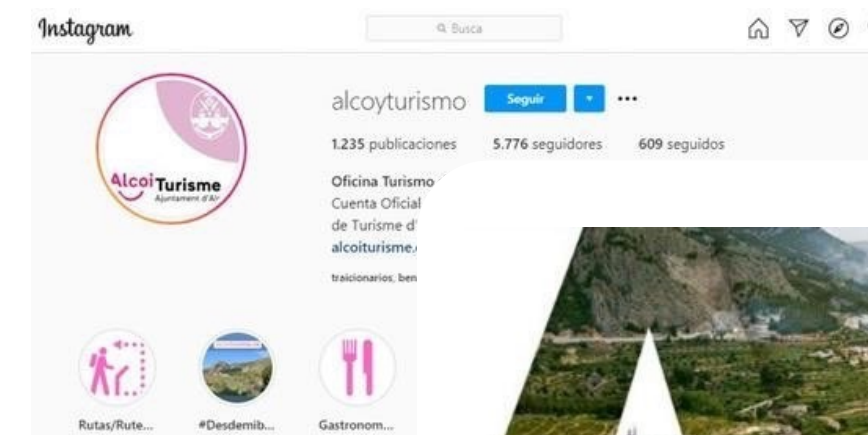 Instagram
Busca
alcoyturismo
Seguir
1.235 publicaciones 5.776 seguidores 609 seguidos
Alcoi Turisme
Ajuntament d'Al
Oficina Turismo
Cuenta Oficial
de Turisme d'
alcoiturisme.
traicionarios, ben
Rutas/Rute... #Desdemib... Gastronom...